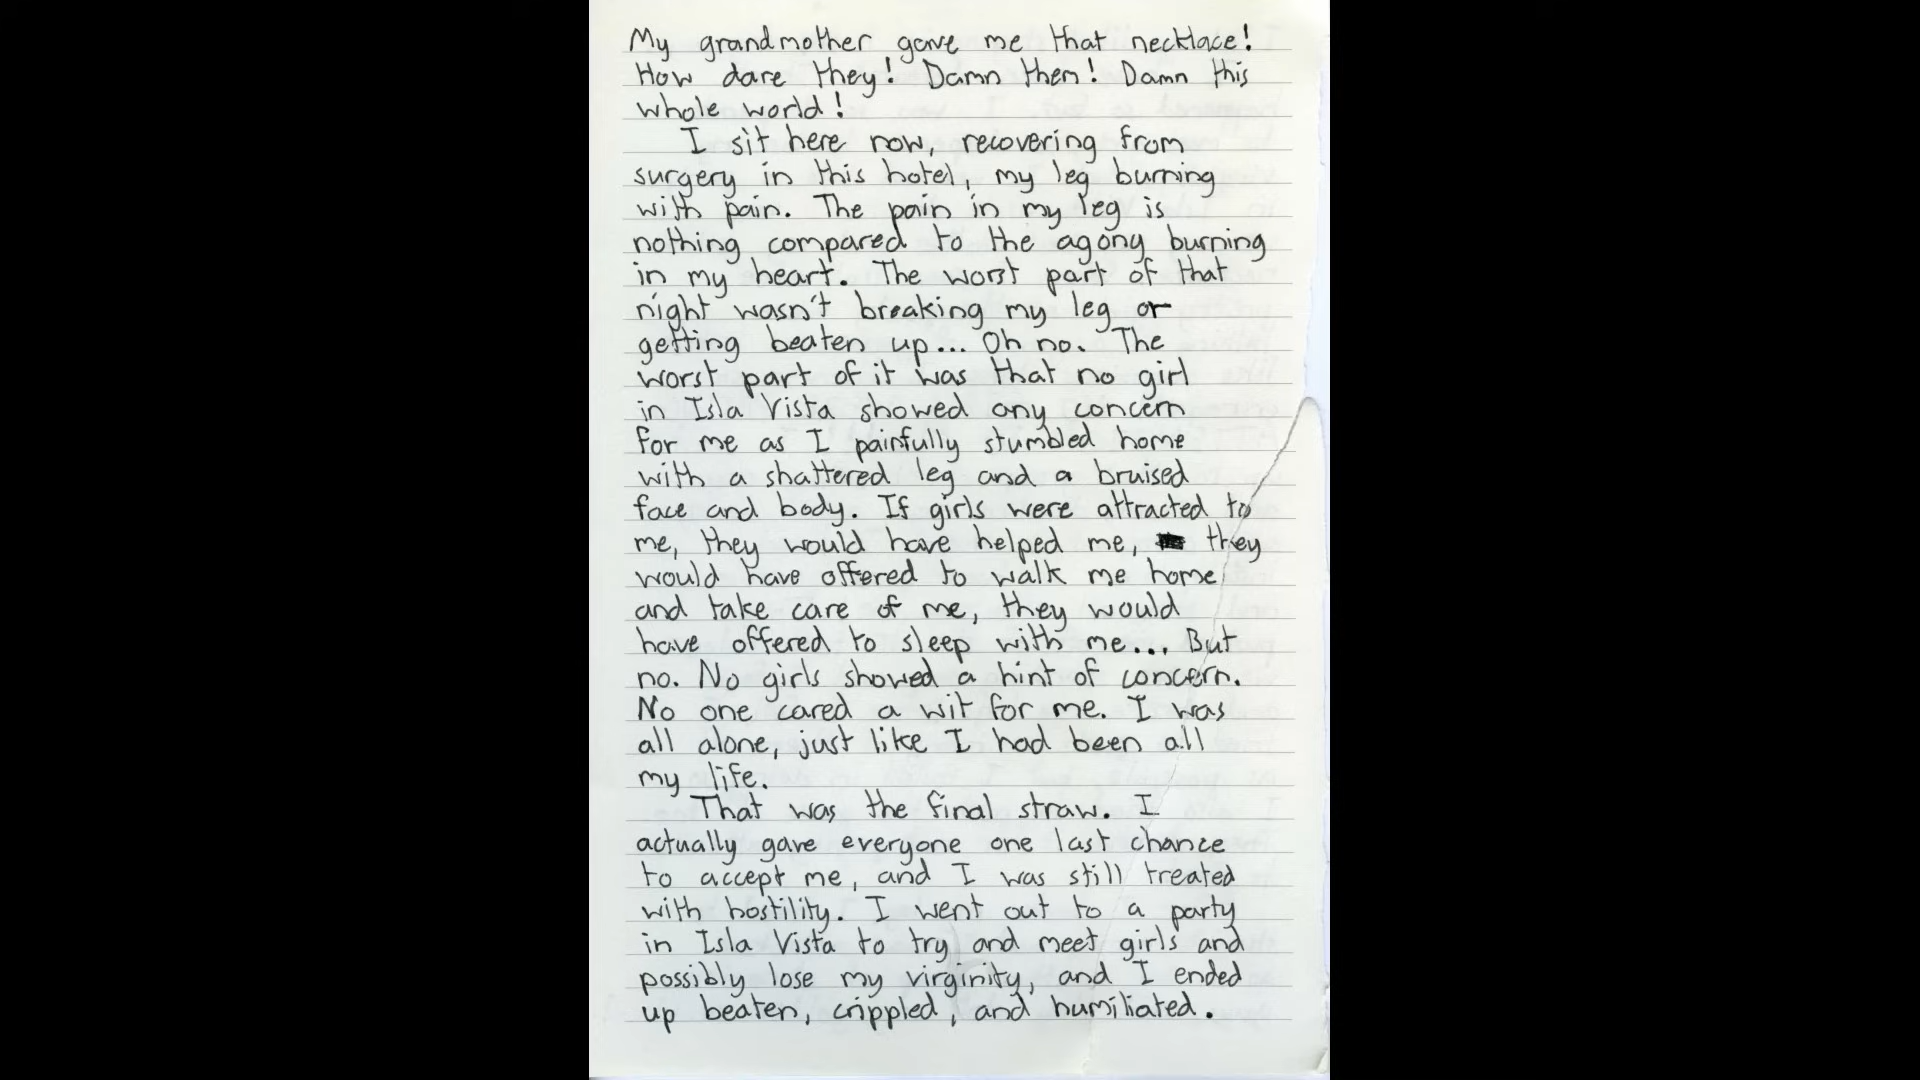 My grandmother gave me that necklace!
How dare they! Damn them! Damn this
whole world!
I sit here now, recovering from
surgery in this hotel, my leg burning
with pain. The pain in my leg is
nothing compared to the agony burning
in my heart. The worst part of that
night wasn't breaking my leg or
getting beaten up... Oh no. The
worst part of it was that no girl
in Isla Vista showed any concern
for me as I painfully stumbled home
with a shattered leg and a bruised
face and body. If girls were attracted to
me, they would have helped me, they
would have offered to walk me home
and take care of me, they would
have offered to sleep with me... But
no. No girls showed a hint of concern.
No one cared a wit for me. I was
all alone, just like I had been all
my life.
That was the final straw. I
actually gave everyone one last chance
to accept me, and I was still treated
with hostility. I went out to a party
in Isla Vista to try and meet girls and
possibly lose my virginity, and I ended
up beaten, crippled, and humiliated.